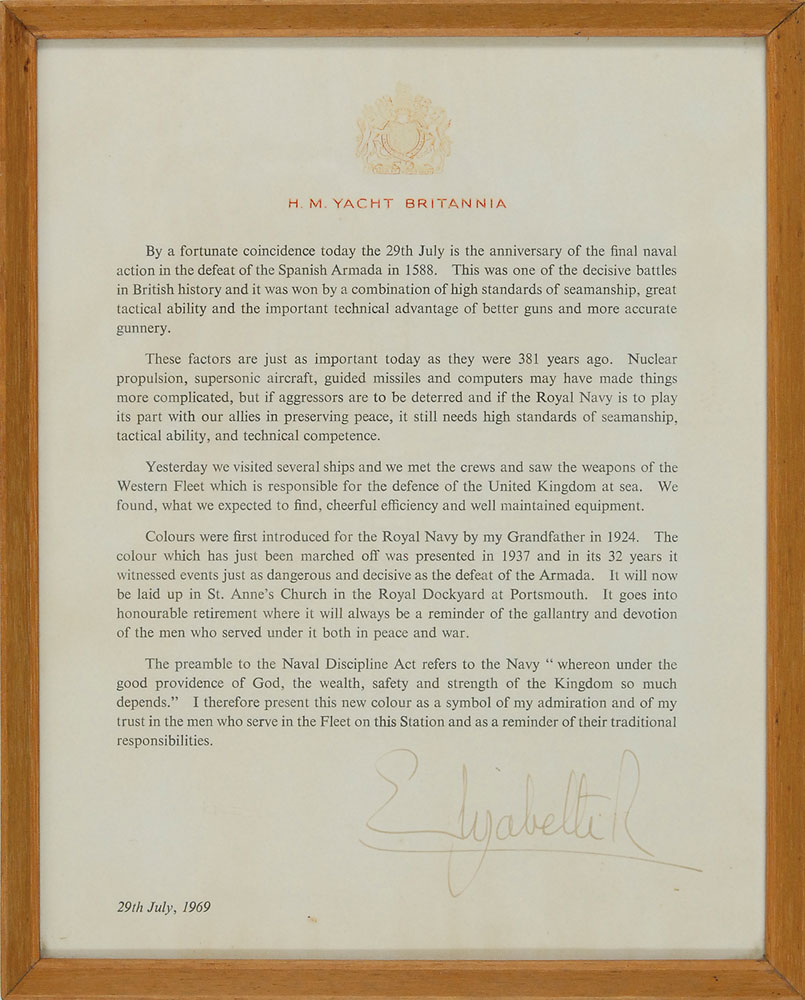 H. M. YACHT BRITANNIA
By a fortunate coincidence today the 29th July is the anniversary of the final naval
action in the defeat of the Spanish Armada in 1588. This was one of the decisive battles
in British history and it was won by a combination of high standards of seamanship, great
tactical ability and the important technical advantage of better guns and more accurate
gunnery.
These factors are just as important today as they were 381 years ago. Nuclear
propulsion, supersonic aircraft, guided missiles and computers may have made things
more complicated, but if aggressors are to be deterred and if the Royal Navy is to play
its part with our allies in preserving peace, it still needs high standards of seamanship,
tactical ability, and technical competence.
Yesterday we visited several ships and we met the crews and saw the weapons of the
Western Fleet which is responsible for the defence of the United Kingdom at sea. We
found, what we expected to find, cheerful efficiency and well maintained equipment.
Colours were first introduced for the Royal Navy by my Grandfather in 1924. The
colour which has just been marched off was presented in 1937 and in its 32 years it
witnessed events just as dangerous and decisive as the defeat of the Armada. It will now
be laid up in St. Anne's Church in the Royal Dockyard at Portsmouth. It goes into
honourable retirement where it will always be a reminder of the gallantry and devotion
of the men who served under it both in peace and war.
The preamble to the Naval Discipline Act refers to the Navy “ whereon under the
good providence of God, the wealth, safety and strength of the Kingdom so much
depends.” I therefore present this new colour as a symbol of my admiration and of my
trust in the men who serve in the Fleet on this Station and as a reminder of their traditional
responsibilities.
Elizabeth R
29th July, 1969